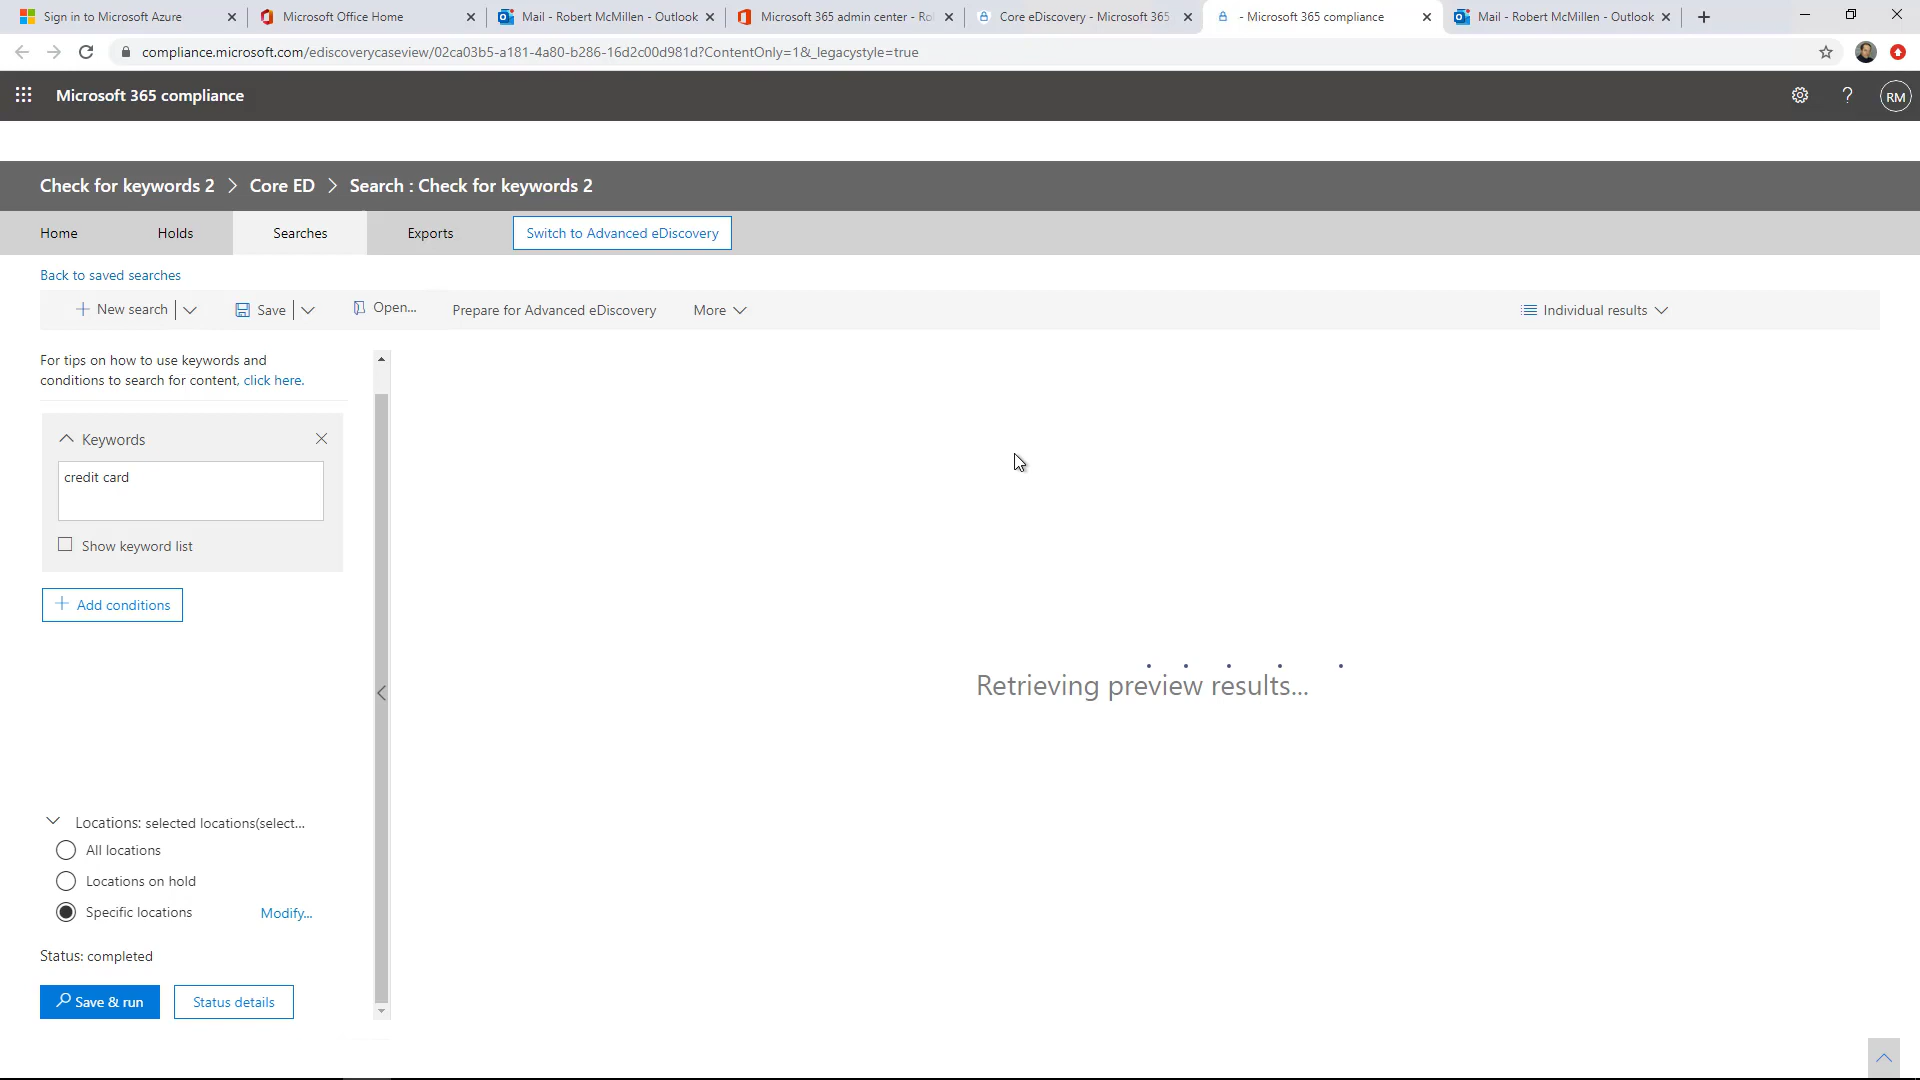 Sign in to Microsoft Azure
Microsoft Office Home
Mail - Robert McMillen - Outlook
Microsoft 365 admin center - Ro
Core eDiscovery - Microsoft 365
- Microsoft 365 compliance
Mail - Robert McMillen - Outlook
compliance.microsoft.com/ediscoverycaseview/02ca03b5-a181-4a80-b286-16d2c00d981d?ContentOnly=1&_legacystyle=true
Microsoft 365 compliance
?
RM
Check for keywords 2 > Core ED > Search : Check for keywords 2
Home
Holds
Searches
Exports
Switch to Advanced eDiscovery
Back to saved searches
+ New search
Save
Open...
Prepare for Advanced eDiscovery
More
Individual results
For tips on how to use keywords and
conditions to search for content, click here.
Keywords
credit card
Show keyword list
+ Add conditions
Retrieving preview results...
Locations: selected locations(select...
All locations
Locations on hold
Specific locations
Modify...
Status: completed
Save & run
Status details